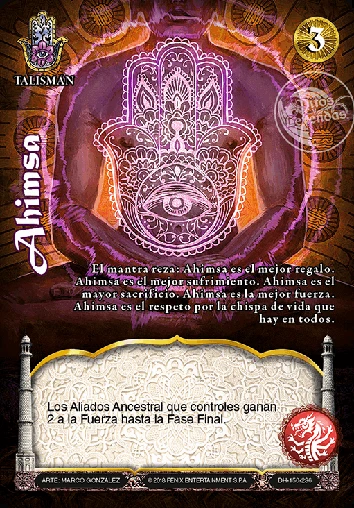 3
TALISMAN
Ahimsa
El mantra reza: Ahimsa es el mejor regalo.
Ahimsa es el mejor sufrimiento. Ahimsa es el
mayor sacrificio. Ahimsa es la mejor fuerza.
Ahimsa es el respeto por la chispa de vida que
hay en todos.
Los Aliados Ancestral que controles ganan
2 a la Fuerza hasta la Fase Final.
ARTE: MARCO GONZALEZ